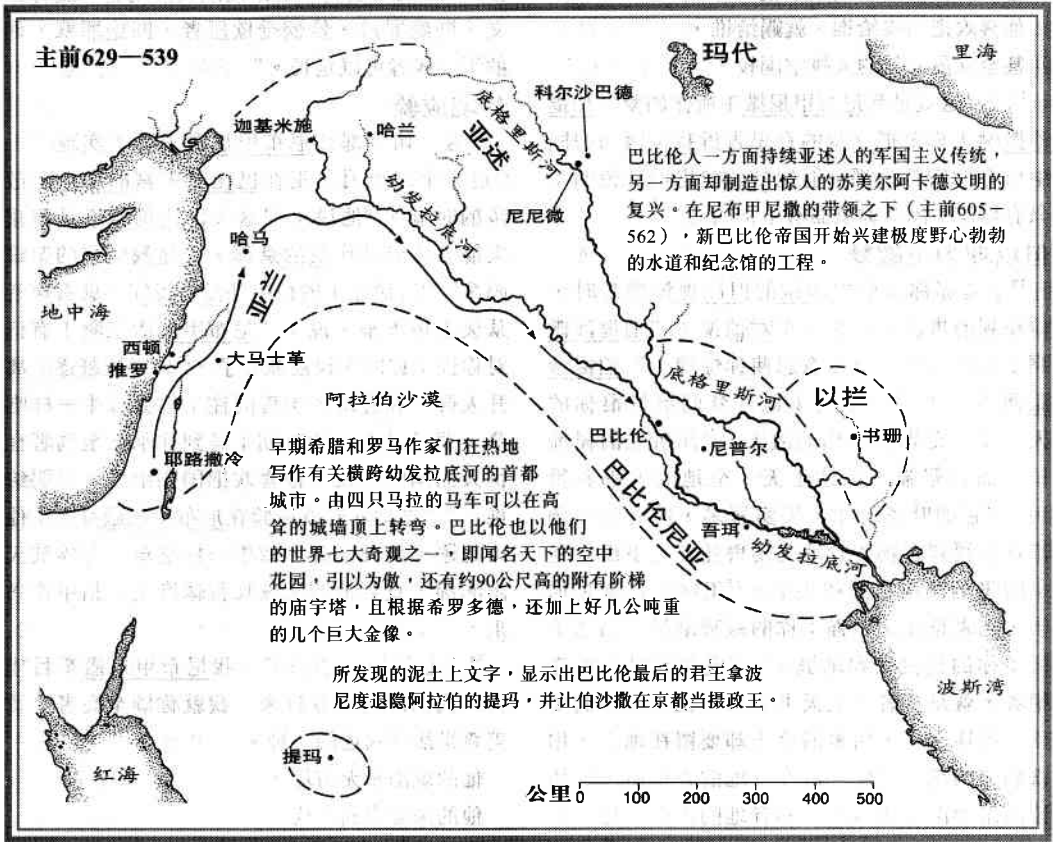 主前629—539
玛代
里海
科尔沙巴德
底格里斯河
亚述
迦基米施
哈兰
巴比伦人一方面持续亚述人的军国主义传统，
另一方面却制造出惊人的苏美尔阿卡德文明的
复兴。在尼布甲尼撒的带领之下（主前605－
562），新巴比伦帝国开始兴建极度野心勃勃
的水道和纪念馆的工程。
幼发拉底河
尼尼微
哈马
亚兰
地中海
西顿
推罗
大马士革
阿拉伯沙漠
底格里斯河
以拦
书珊
巴比伦
尼普尔
早期希腊和罗马作家们狂热地
写作有关横跨幼发拉底河的首都
城市。由四只马拉的马车可以在高
耸的城墙顶上转弯。巴比伦也以他们
的世界七大奇观之一，即闻名天下的空中
花园，引以为傲，还有约90公尺高的附有阶梯
的庙宇塔，且根据希罗多德，还加上好几公吨重
的几个巨大金像。
耶路撒冷
巴比伦尼亚
吾珥
幼发拉底河
所发现的泥土上文字，显示出巴比伦最后的君王拿波
尼度退隐阿拉伯的提玛，并让伯沙撒在京都当摄政王。
波斯湾
提玛
红海
公里 0 100 200 300 400 500